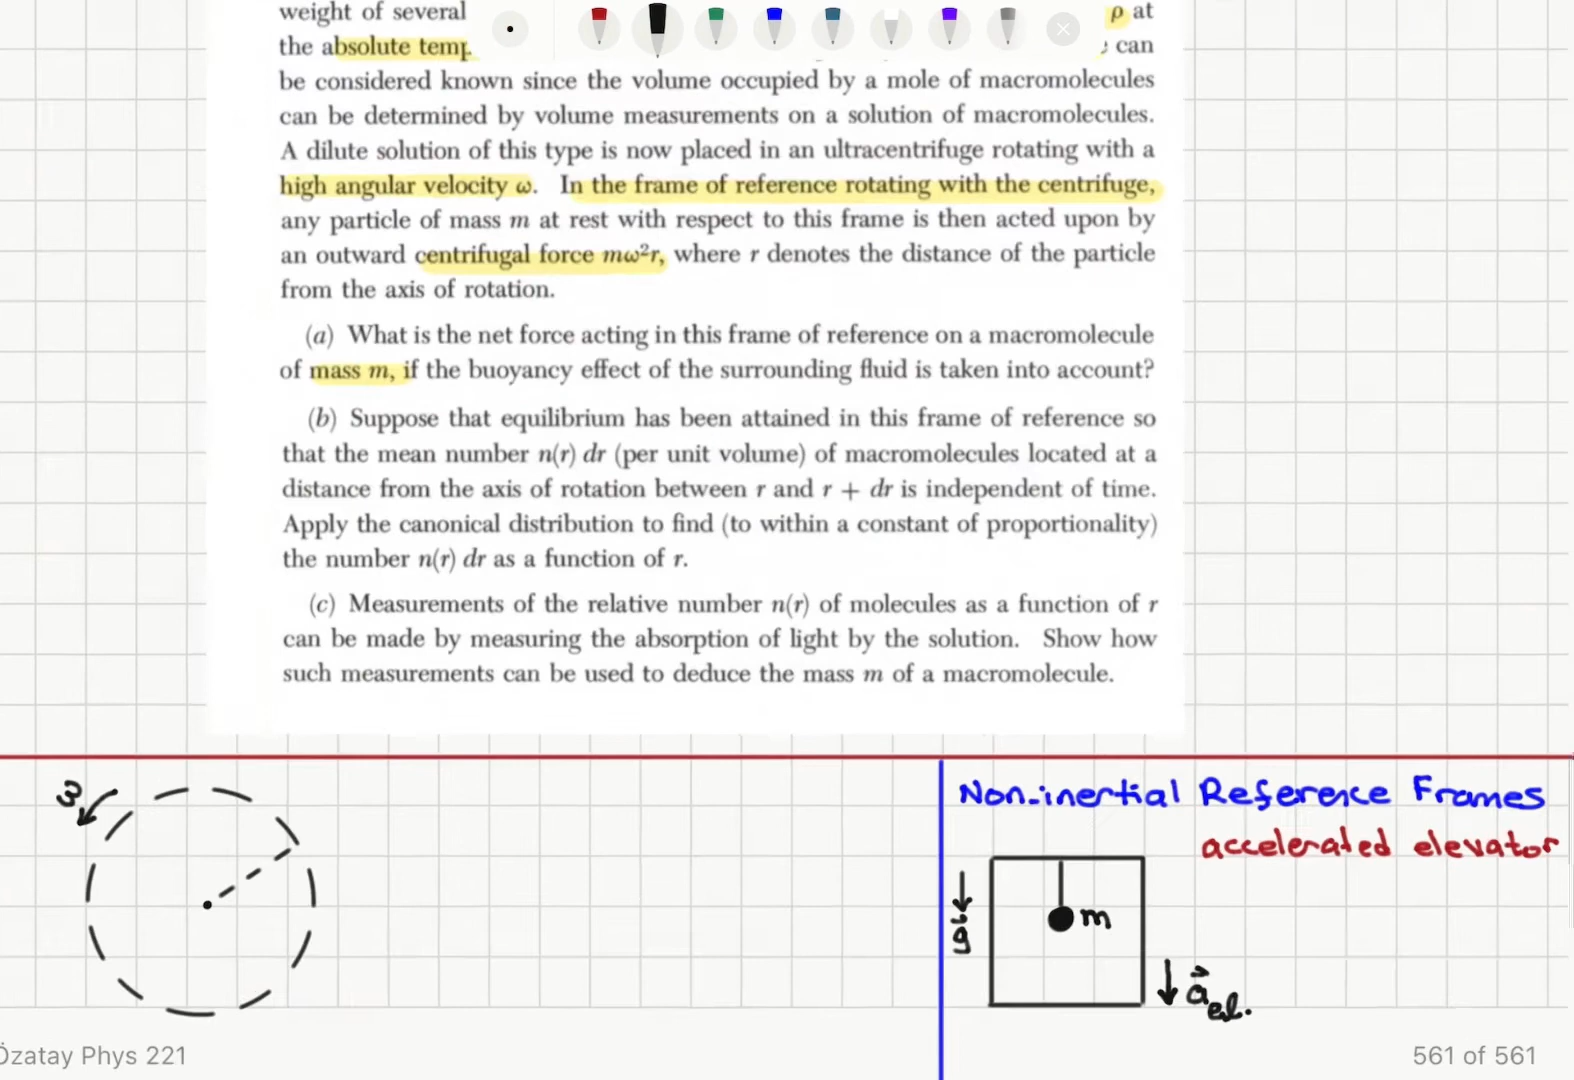 weight of several
ρ at
the absolute temp
can
be considered known since the volume occupied by a mole of macromolecules
can be determined by volume measurements on a solution of macromolecules.
A dilute solution of this type is now placed in an ultracentrifuge rotating with a
high angular velocity ω. In the frame of reference rotating with the centrifuge,
any particle of mass m at rest with respect to this frame is then acted upon by
an outward centrifugal force mω²r, where r denotes the distance of the particle
from the axis of rotation.
(a) What is the net force acting in this frame of reference on a macromolecule
of mass m, if the buoyancy effect of the surrounding fluid is taken into account?
(b) Suppose that equilibrium has been attained in this frame of reference so
that the mean number n(r) dr (per unit volume) of macromolecules located at a
distance from the axis of rotation between r and r + dr is independent of time.
Apply the canonical distribution to find (to within a constant of proportionality)
the number n(r) dr as a function of r.
(c) Measurements of the relative number n(r) of molecules as a function of r
can be made by measuring the absorption of light by the solution. Show how
such measurements can be used to deduce the mass m of a macromolecule.
ω
Non-inertial Reference Frames
accelerated elevator
g
m
a⃗el.
Özatay Phys 221
561 of 561